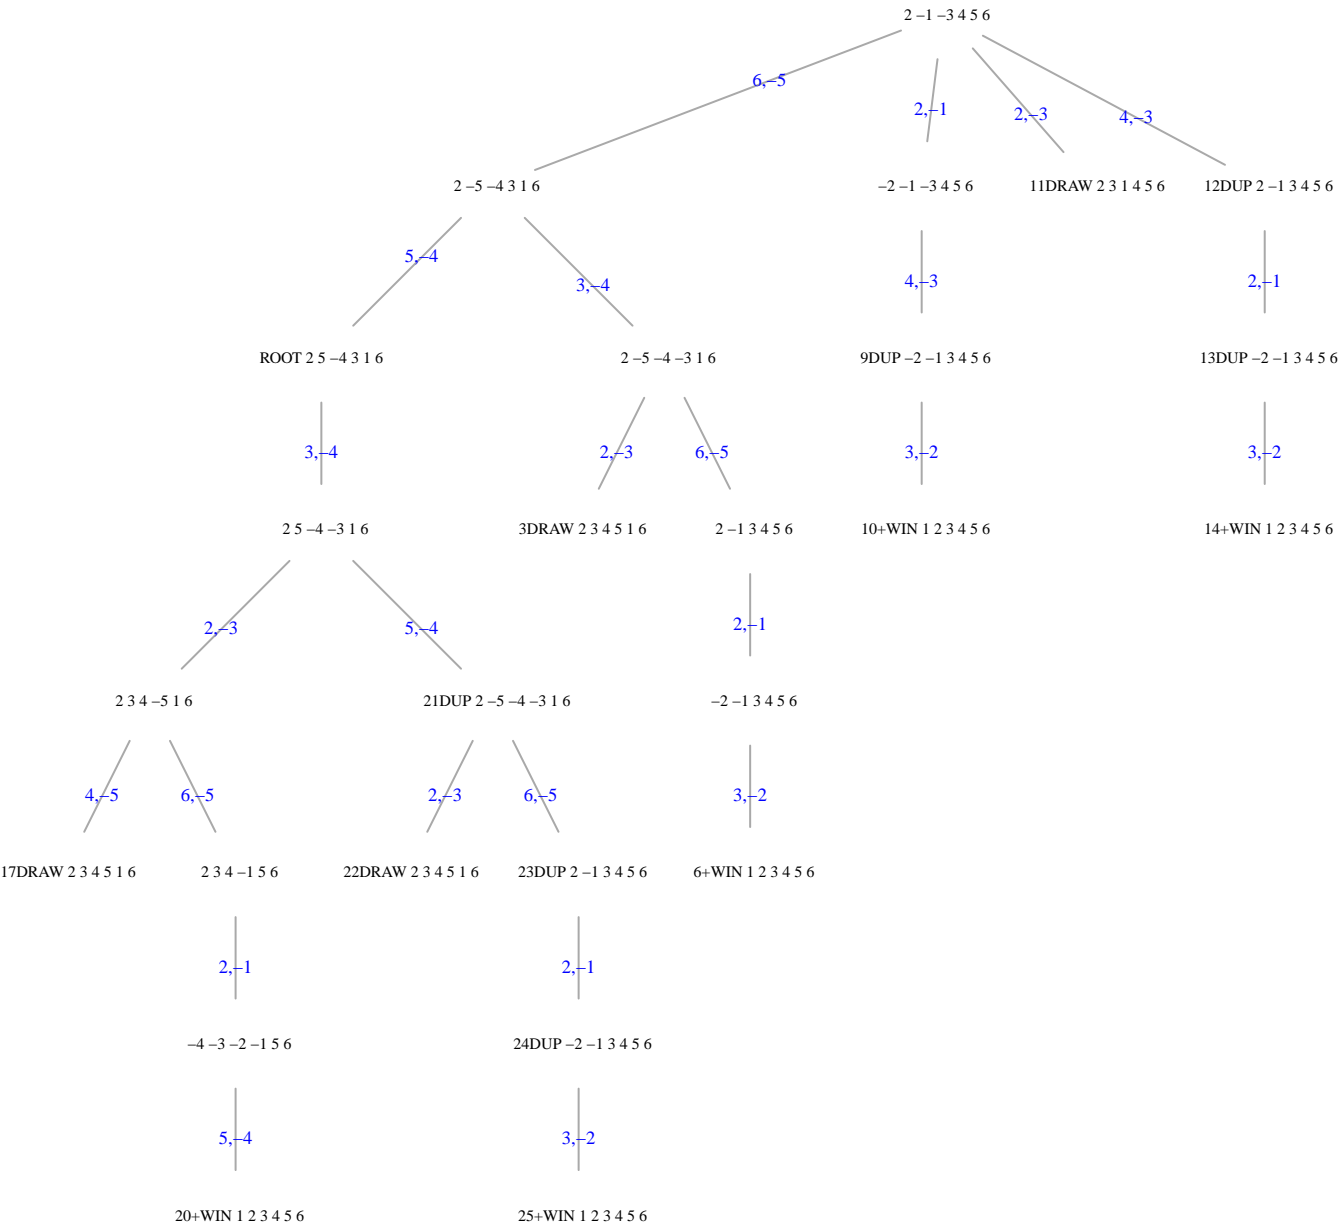 2 –1 –3 4 5 6
6,–5
2,–1
2,–3
4,–3
2 –5 –4 3 1 6
–2 –1 –3 4 5 6
11DRAW 2 3 1 4 5 6
12DUP 2 –1 3 4 5 6
5,–4
3,–4
4,–3
2,–1
ROOT 2 5 –4 3 1 6
2 –5 –4 –3 1 6
9DUP –2 –1 3 4 5 6
13DUP –2 –1 3 4 5 6
3,–4
2,–3
6,–5
3,–2
3,–2
2 5 –4 –3 1 6
3DRAW 2 3 4 5 1 6
2 –1 3 4 5 6
10+WIN 1 2 3 4 5 6
14+WIN 1 2 3 4 5 6
2,–3
5,–4
2,–1
2 3 4 –5 1 6
21DUP 2 –5 –4 –3 1 6
–2 –1 3 4 5 6
4,–5
6,–5
2,–3
6,–5
3,–2
17DRAW 2 3 4 5 1 6
2 3 4 –1 5 6
22DRAW 2 3 4 5 1 6
23DUP 2 –1 3 4 5 6
6+WIN 1 2 3 4 5 6
2,–1
2,–1
–4 –3 –2 –1 5 6
24DUP –2 –1 3 4 5 6
5,–4
3,–2
20+WIN 1 2 3 4 5 6
25+WIN 1 2 3 4 5 6